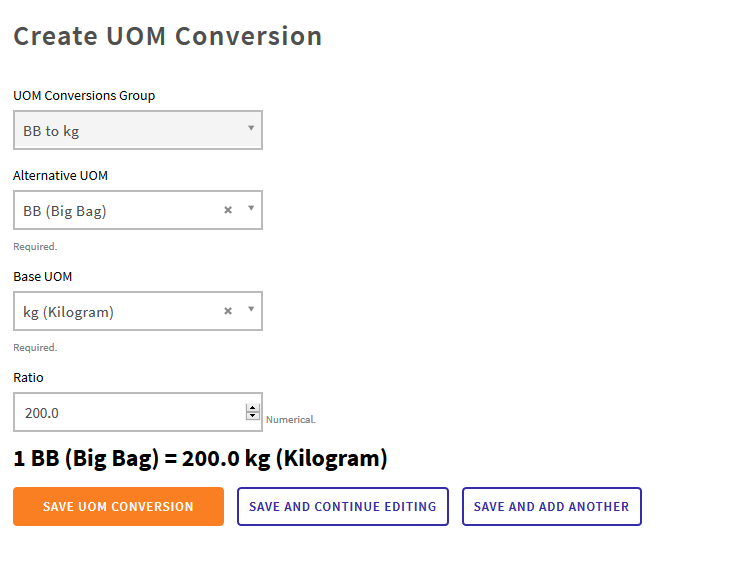 Create UOM Conversion
UOM Conversions Group
BB to kg
Alternative UOM
BB (Big Bag)
Required.
Base UOM
kg (Kilogram)
Required.
Ratio
200.0
Numerical.
1 BB (Big Bag) = 200.0 kg (Kilogram)
SAVE UOM CONVERSION SAVE AND CONTINUE EDITING SAVE AND ADD ANOTHER